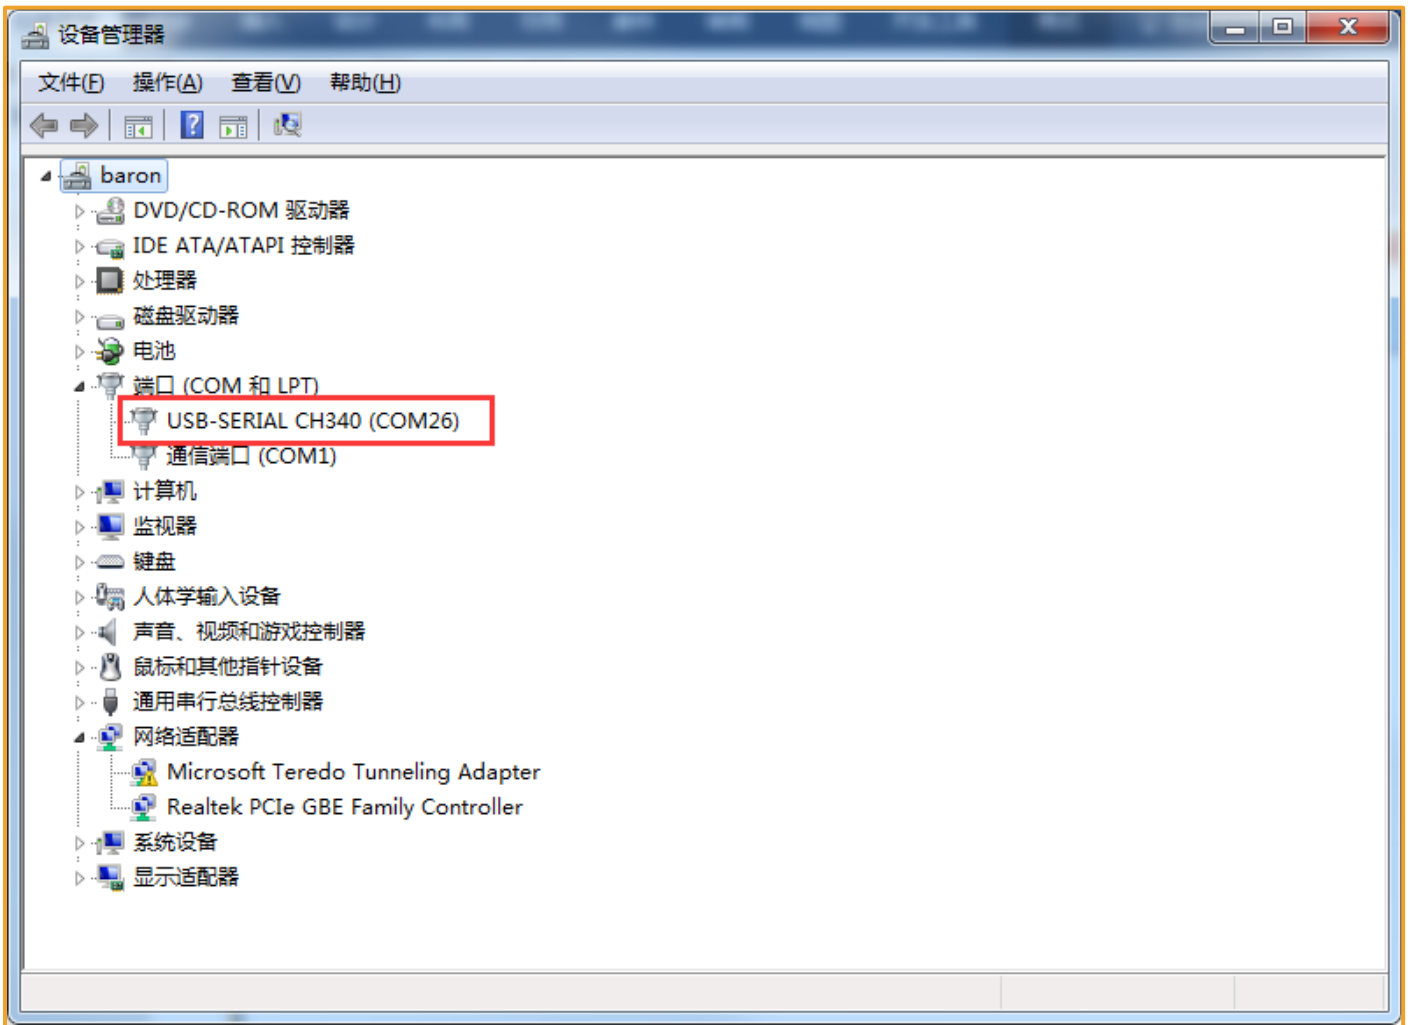 设备管理器
文件(F) 操作(A) 查看(V) 帮助(H)
baron
DVD/CD-ROM 驱动器
IDE ATA/ATAPI 控制器
处理器
磁盘驱动器
电池
端口 (COM 和 LPT)
USB-SERIAL CH340 (COM26)
通信端口 (COM1)
计算机
监视器
键盘
人体学输入设备
声音、视频和游戏控制器
鼠标和其他指针设备
通用串行总线控制器
网络适配器
Microsoft Teredo Tunneling Adapter
Realtek PCIe GBE Family Controller
系统设备
显示适配器